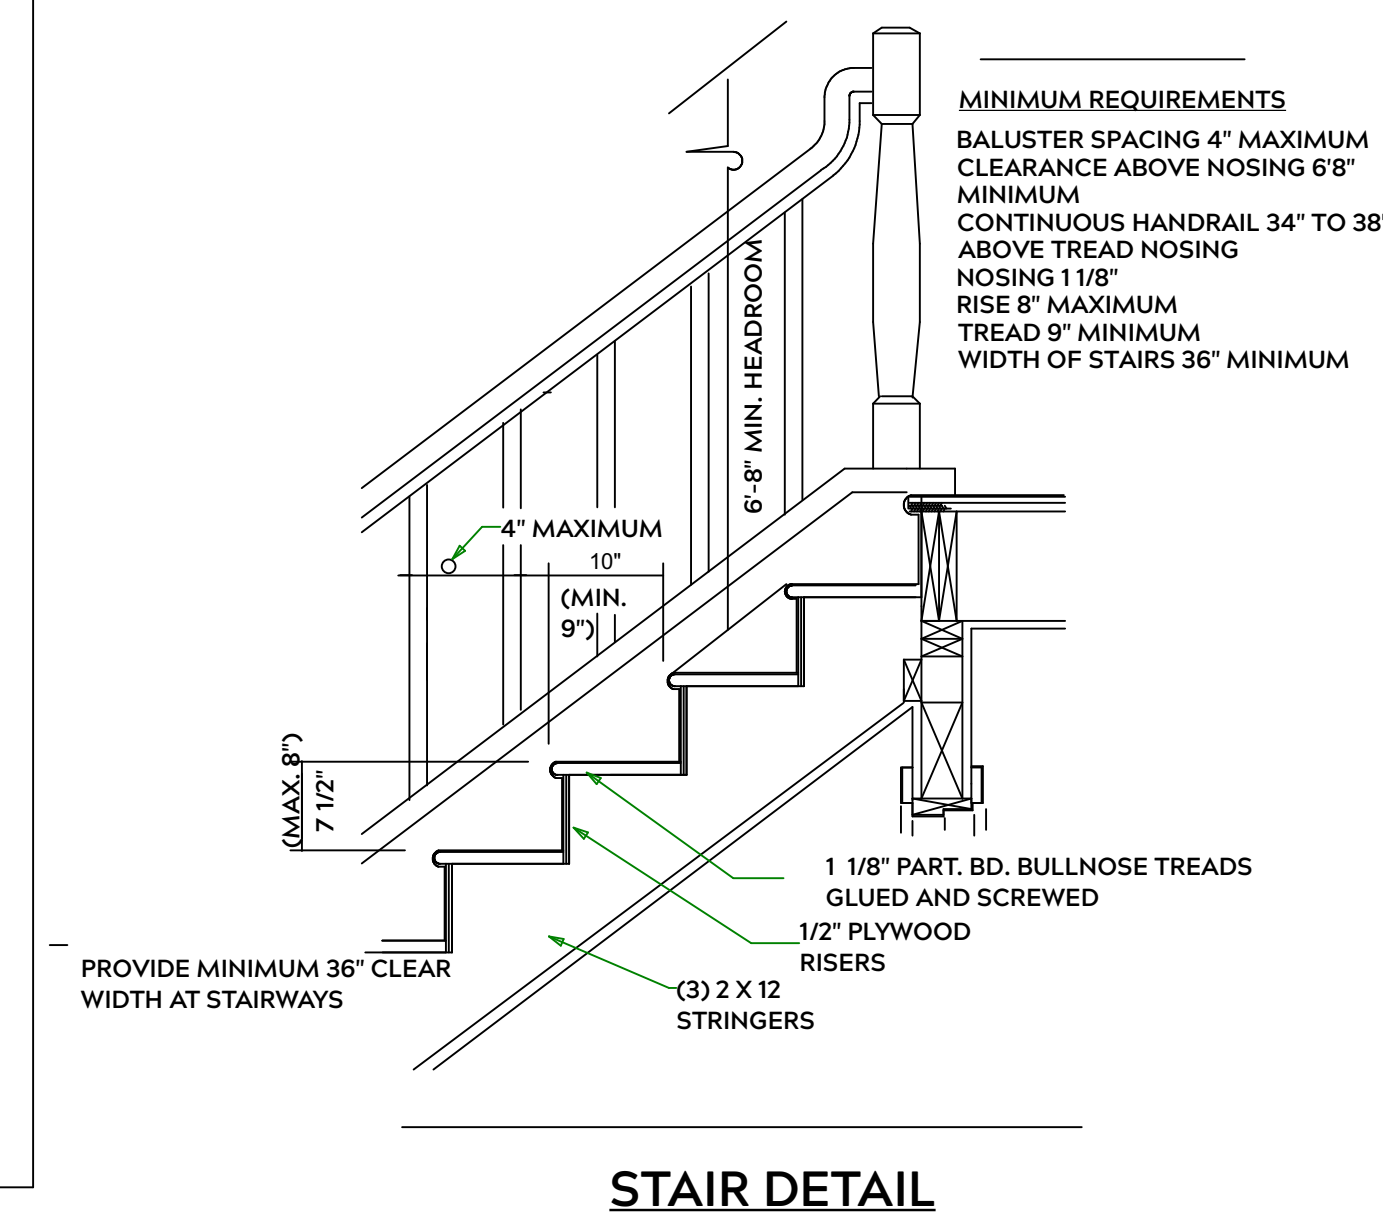 MINIMUM REQUIREMENTS
BALUSTER SPACING 4" MAXIMUM
CLEARANCE ABOVE NOSING 6'8"
MINIMUM
CONTINUOUS HANDRAIL 34" TO 38"
ABOVE TREAD NOSING
NOSING 1 1/8"
RISE 8" MAXIMUM
TREAD 9" MINIMUM
WIDTH OF STAIRS 36" MINIMUM
6'-8" MIN. HEADROOM
4" MAXIMUM
10"
(MIN.
9")
(MAX. 8")
7 1/2"
1 1/8" PART. BD. BULLNOSE TREADS
GLUED AND SCREWED
1/2" PLYWOOD
RISERS
(3) 2 X 12
STRINGERS
PROVIDE MINIMUM 36" CLEAR
WIDTH AT STAIRWAYS
STAIR DETAIL